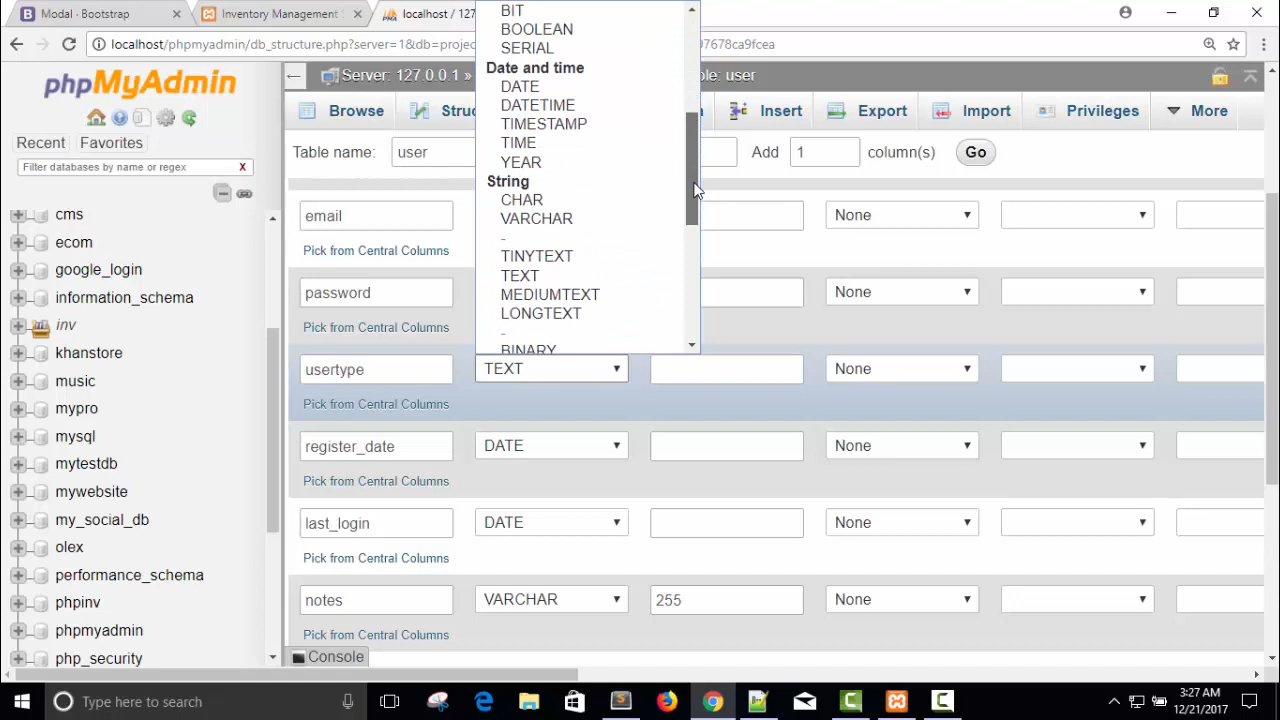 Modal - Bootstrap
Inventory Management S
localhost / 127
localhost/phpmyadmin/db_structure.php?server=1&db=projec
97678ca9fcea
phpMyAdmin
Recent
Favorites
Filter databases by name or regex
X
cms
ecom
google_login
information_schema
inv
khanstore
music
mypro
mysql
mytestdb
mywebsite
my_social_db
olex
performance_schema
phpinv
phpmyadmin
php_security
Server: 127.0.0.1 »
le: user
Browse
Struc
Insert
Export
Import
Privileges
More
Table name:
user
Add
1
column(s)
Go
BIT
BOOLEAN
SERIAL
Date and time
DATE
DATETIME
TIMESTAMP
TIME
YEAR
String
CHAR
VARCHAR
-
TINYTEXT
TEXT
MEDIUMTEXT
LONGTEXT
-
BINARY
email
None
Pick from Central Columns
password
None
Pick from Central Columns
usertype
TEXT
None
Pick from Central Columns
register_date
DATE
None
Pick from Central Columns
last_login
DATE
None
Pick from Central Columns
notes
VARCHAR
255
None
Pick from Central Columns
Console
Type here to search
3:27 AM
12/21/2017